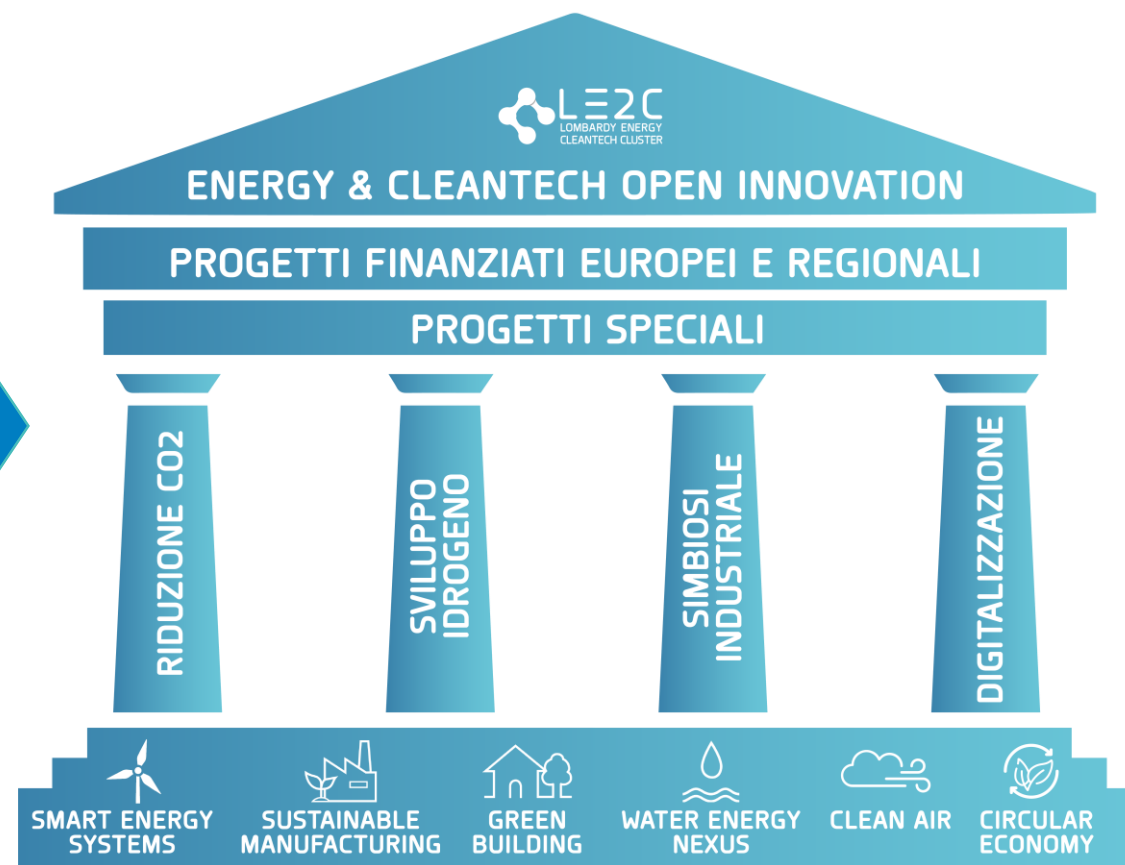 LE2C
LOMBARDY ENERGY
CLEANTECH CLUSTER
ENERGY & CLEANTECH OPEN INNOVATION
PROGETTI FINANZIATI EUROPEI E REGIONALI
PROGETTI SPECIALI
RIDUZIONE CO2
SVILUPPO
IDROGENO
SIMBIOSI
INDUSTRIALE
DIGITALIZZAZIONE
SMART ENERGY
SYSTEMS
SUSTAINABLE
MANUFACTURING
GREEN
BUILDING
WATER ENERGY
NEXUS
CLEAN AIR
CIRCULAR
ECONOMY